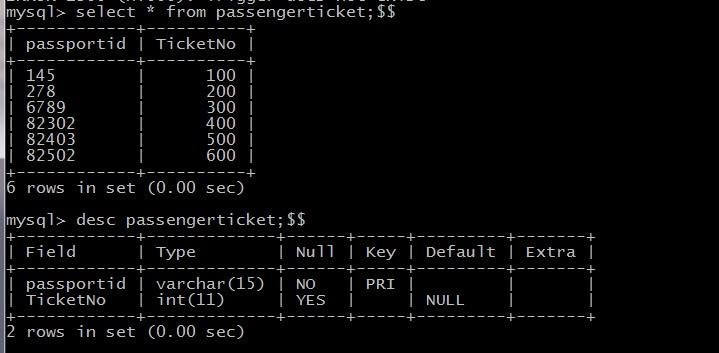 mysql> select * from passengerticket;$$
+------------+----------+
| passportid | TicketNo |
+------------+----------+
| 145        |      100 |
| 278        |      200 |
| 6789       |      300 |
| 82302      |      400 |
| 82403      |      500 |
| 82502      |      600 |
+------------+----------+
6 rows in set (0.00 sec)
mysql> desc passengerticket;$$
+------------+-------------+------+-----+---------+-------+
| Field      | Type        | Null | Key | Default | Extra |
+------------+-------------+------+-----+---------+-------+
| passportid | varchar(15) | NO   | PRI |         |       |
| TicketNo   | int(11)     | YES  |     | NULL    |       |
+------------+-------------+------+-----+---------+-------+
2 rows in set (0.00 sec)